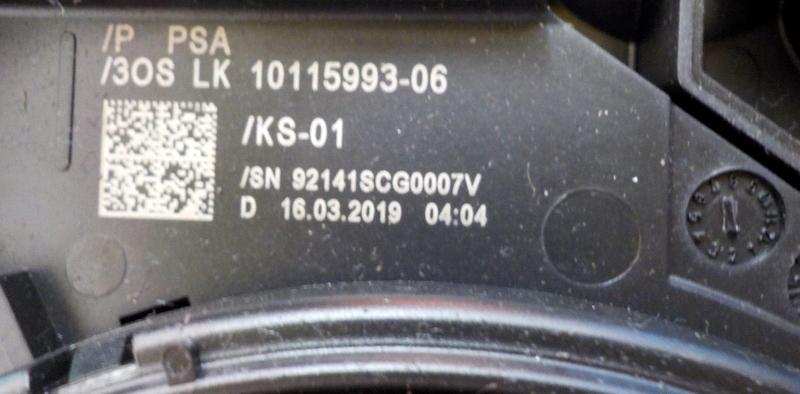 /P PSA
/3OS LK 10115993-06
/KS-01
/SN 92141SCG0007V
D 16.03.2019 04:04